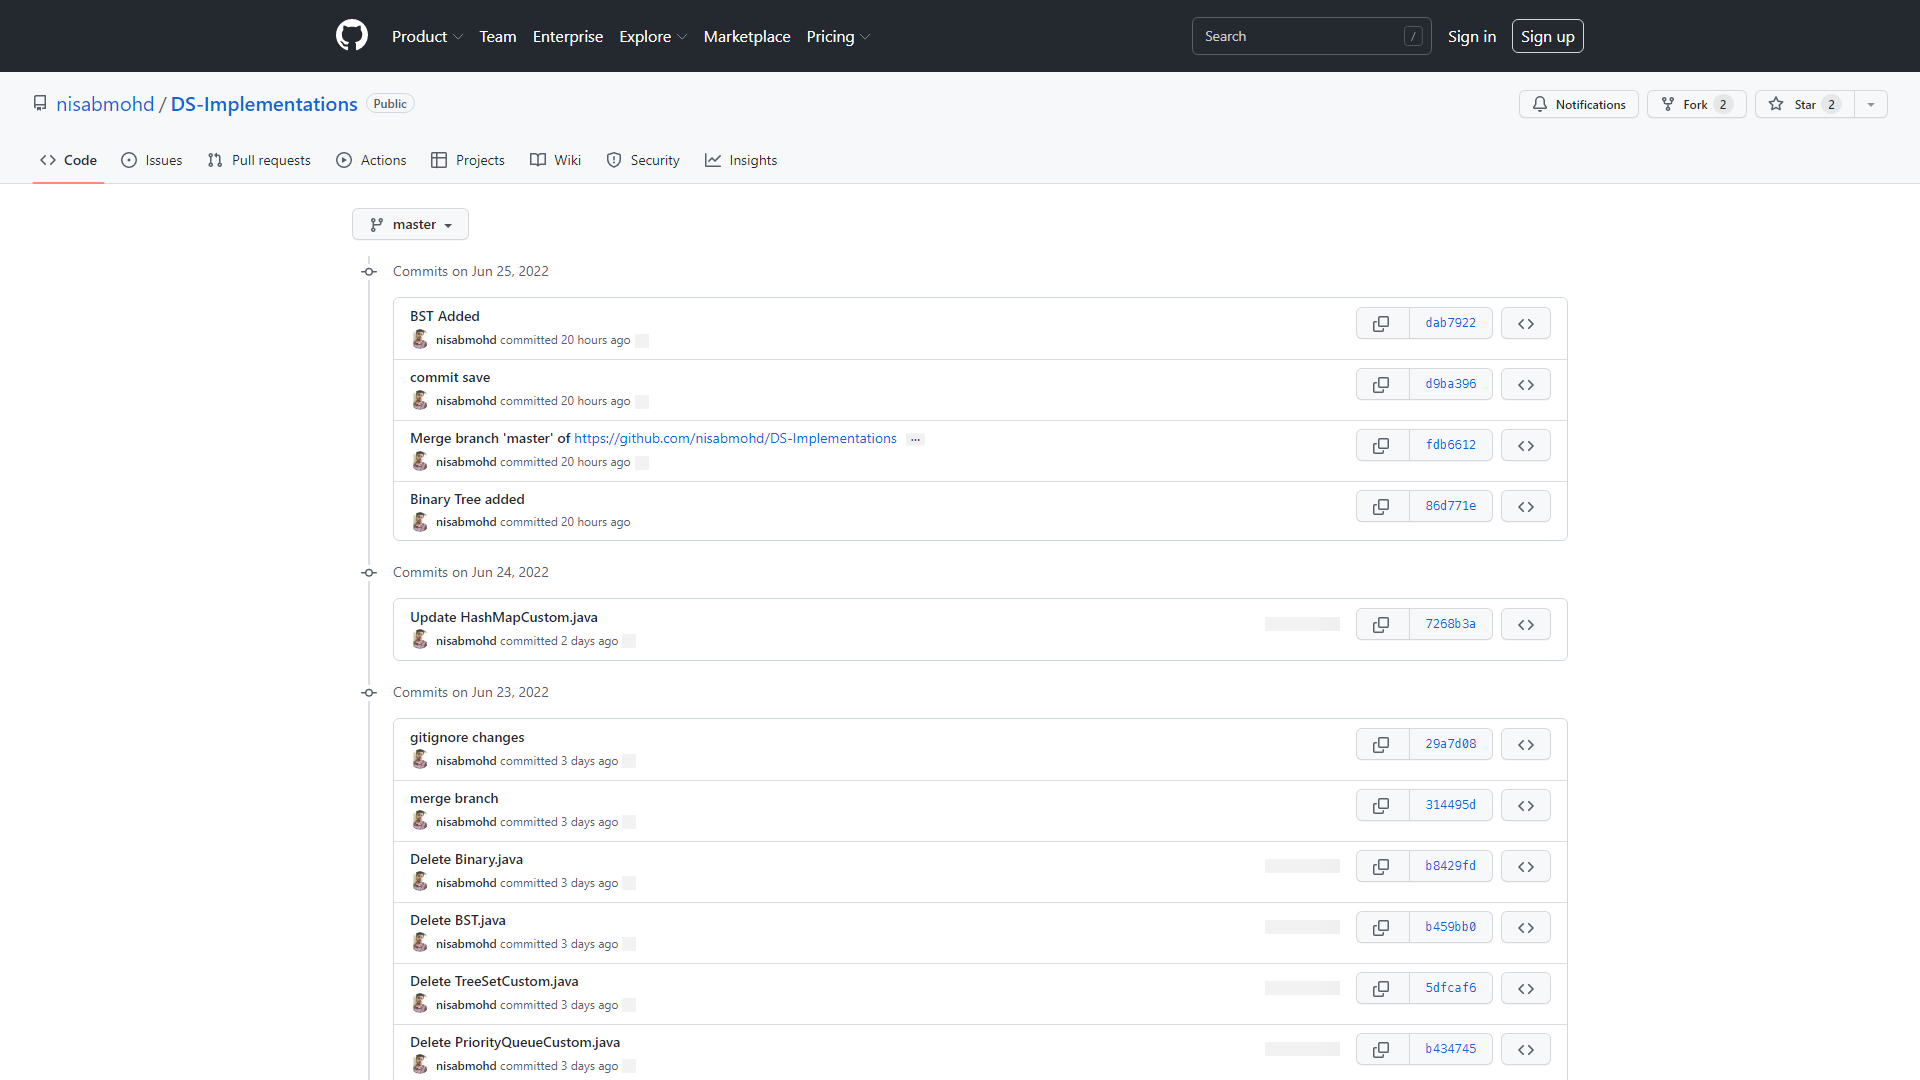 Product Team Enterprise Explore Marketplace Pricing Search / Sign in Sign up
nisabmohd / DS-Implementations Public Notifications Fork 2 Star 2
Code Issues Pull requests Actions Projects Wiki Security Insights
master
Commits on Jun 25, 2022
BST Added
nisabmohd committed 20 hours ago
dab7922
commit save
nisabmohd committed 20 hours ago
d9ba396
Merge branch 'master' of https://github.com/nisabmohd/DS-Implementations ...
nisabmohd committed 20 hours ago
fdb6612
Binary Tree added
nisabmohd committed 20 hours ago
86d771e
Commits on Jun 24, 2022
Update HashMapCustom.java
nisabmohd committed 2 days ago
7268b3a
Commits on Jun 23, 2022
gitignore changes
nisabmohd committed 3 days ago
29a7d08
merge branch
nisabmohd committed 3 days ago
314495d
Delete Binary.java
nisabmohd committed 3 days ago
b8429fd
Delete BST.java
nisabmohd committed 3 days ago
b459bb0
Delete TreeSetCustom.java
nisabmohd committed 3 days ago
5dfcaf6
Delete PriorityQueueCustom.java
nisabmohd committed 3 days ago
b434745